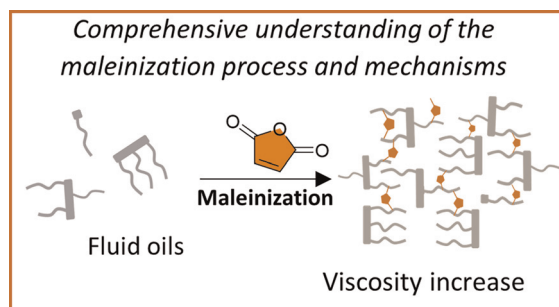 Comprehensive understanding of the
maleinization process and mechanisms
O
O
O
Maleinization
Fluid oils
Viscosity increase